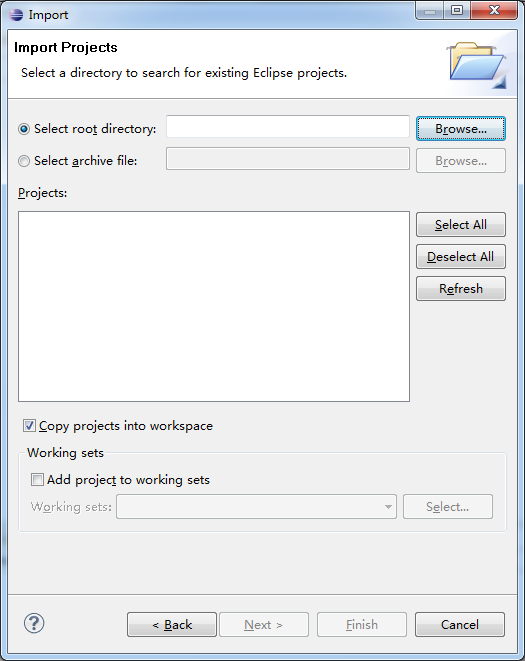 Import
Import Projects
Select a directory to search for existing Eclipse projects.
Select root directory: Browse...
Select archive file: Browse...
Projects:
Select All
Deselect All
Refresh
Copy projects into workspace
Working sets
Add project to working sets
Working sets: Select...
? < Back Next > Finish Cancel